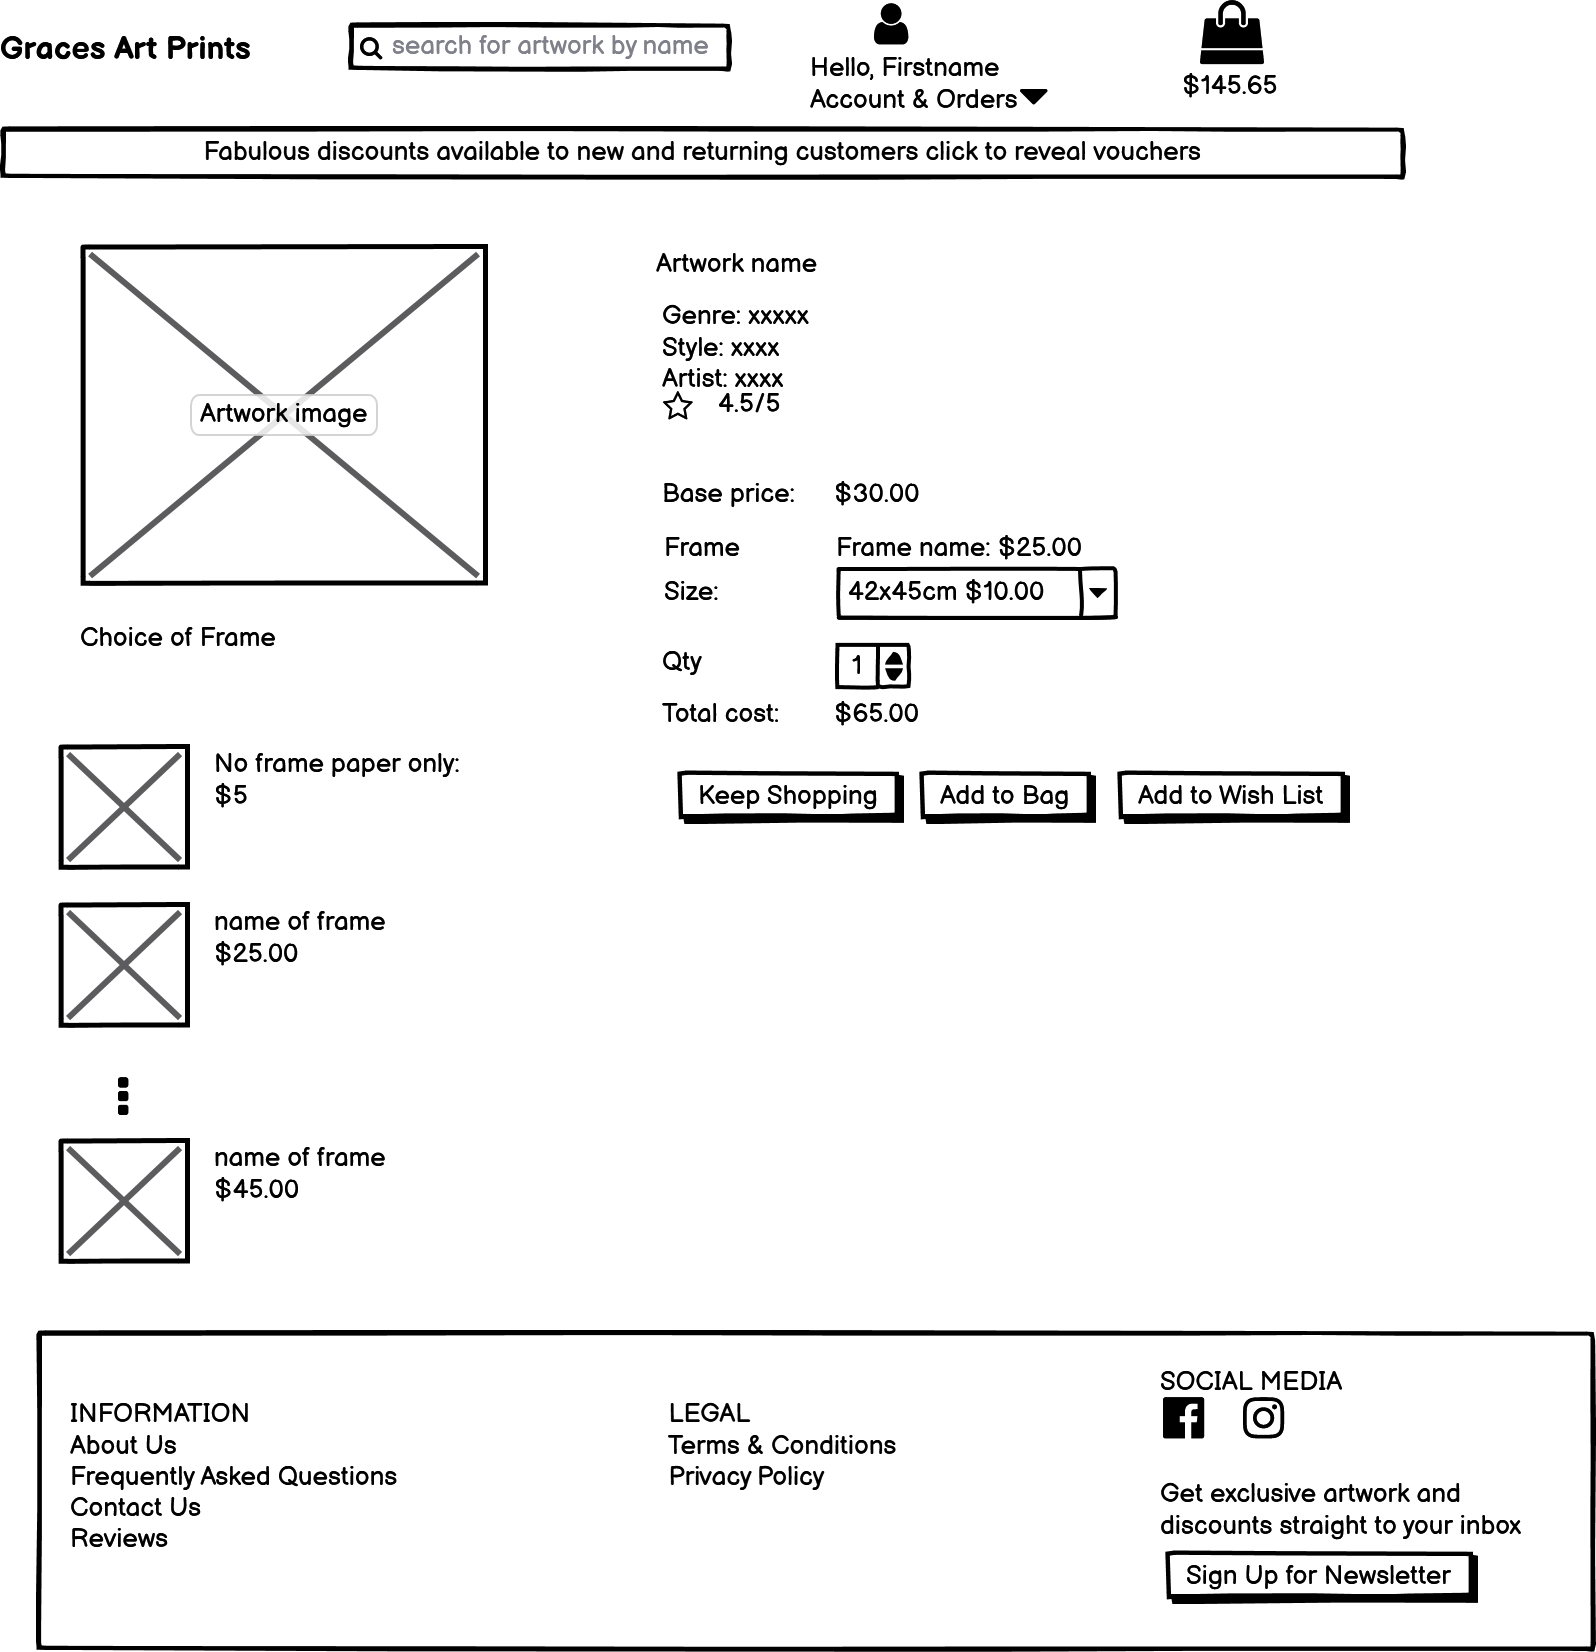 Graces Art Prints
search for artwork by name
Hello, Firstname
Account & Orders
$145.65
Fabulous discounts available to new and returning customers click to reveal vouchers
Artwork image
Artwork name
Genre: xxxxx
Style: xxxx
Artist: xxxx
4.5/5
Base price: $30.00
Frame Frame name: $25.00
Size: 42x45cm $10.00
Qty 1
Total cost: $65.00
Keep Shopping Add to Bag Add to Wish List
Choice of Frame
No frame paper only:
$5
name of frame
$25.00
name of frame
$45.00
INFORMATION
About Us
Frequently Asked Questions
Contact Us
Reviews
LEGAL
Terms & Conditions
Privacy Policy
SOCIAL MEDIA
Get exclusive artwork and
discounts straight to your inbox
Sign Up for Newsletter